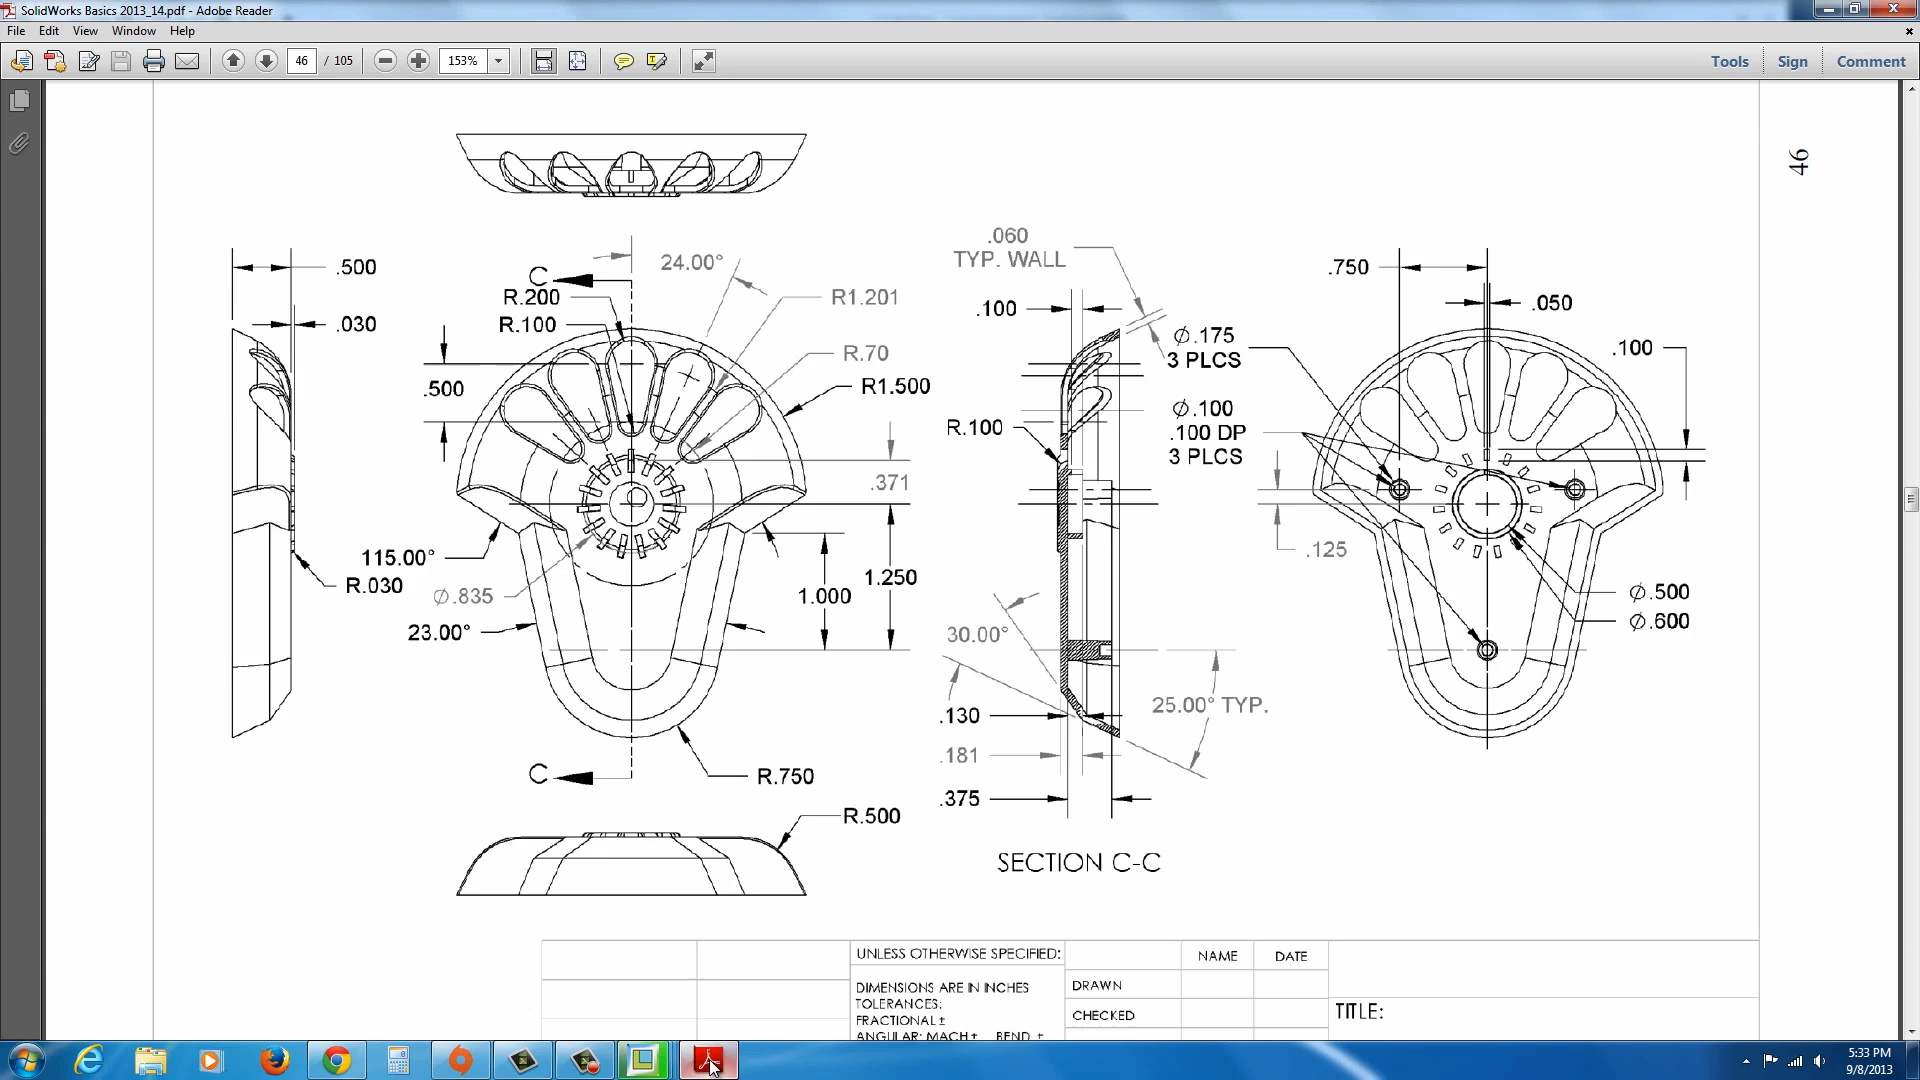 SolidWorks Basics 2013_14.pdf - Adobe Reader
File Edit View Window Help
46 / 105 153% Tools Sign Comment
46
.500
.030
C
24.00°
R.200
R1.201
R.100
R.70
.500
R1.500
.371
115.00°
R.030
Ø.835
1.250
1.000
23.00°
R.750
C
R.500
.060
TYP. WALL
.100
R.100
30.00°
.130
25.00° TYP.
.181
.375
SECTION C-C
.750
.050
Ø.175
3 PLCS
.100
Ø.100
.100 DP
3 PLCS
.125
Ø.500
Ø.600
UNLESS OTHERWISE SPECIFIED:
DIMENSIONS ARE IN INCHES
TOLERANCES:
FRACTIONAL ±
ANGULAR: MACH ± BEND ±
NAME DATE
DRAWN
CHECKED
TITLE:
5:33 PM
9/8/2013